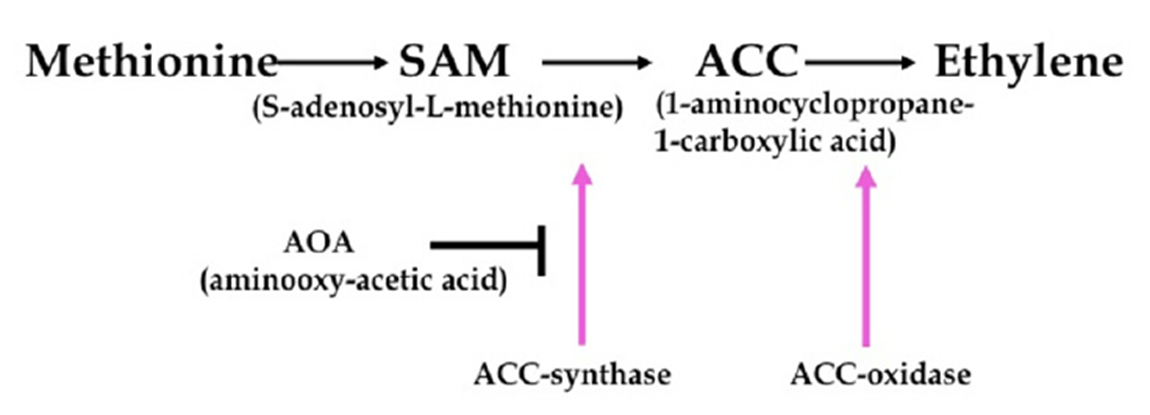 Methionine SAM ACC Ethylene
(S-adenosyl-L-methionine) (1-aminocyclopropane-
1-carboxylic acid)
AOA
(aminooxy-acetic acid)
ACC-synthase ACC-oxidase